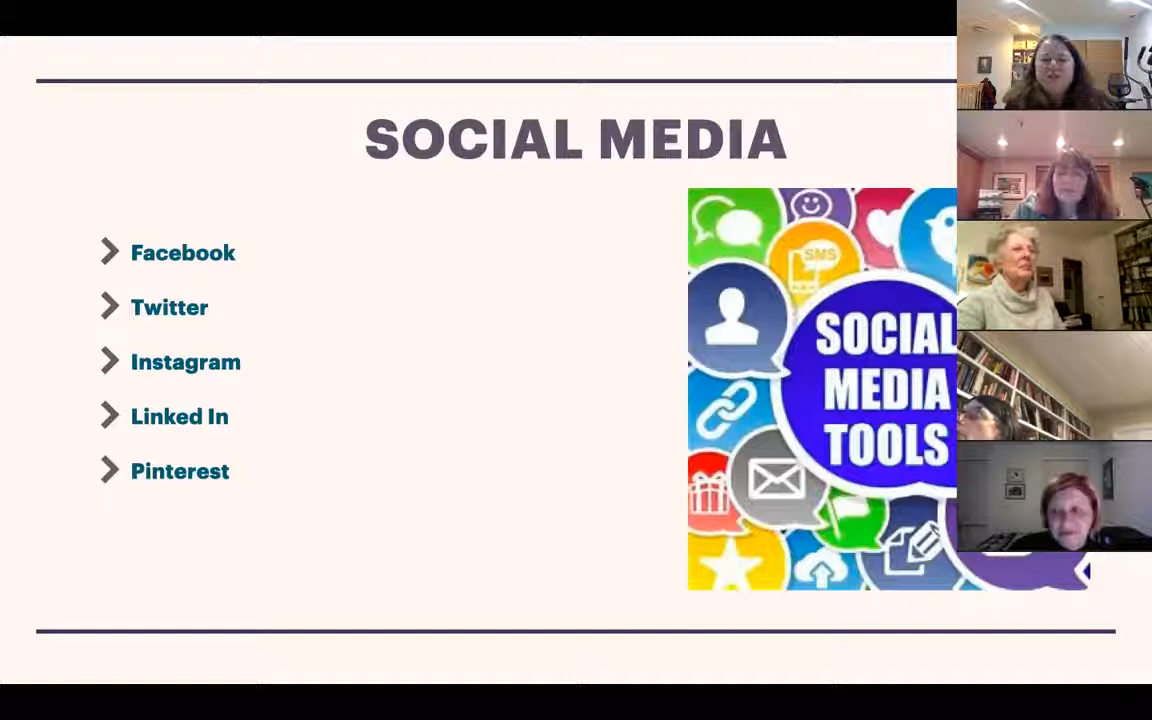 SOCIAL MEDIA
Facebook
Twitter
Instagram
Linked In
Pinterest
SMS
SOCIAL
MEDIA
TOOLS